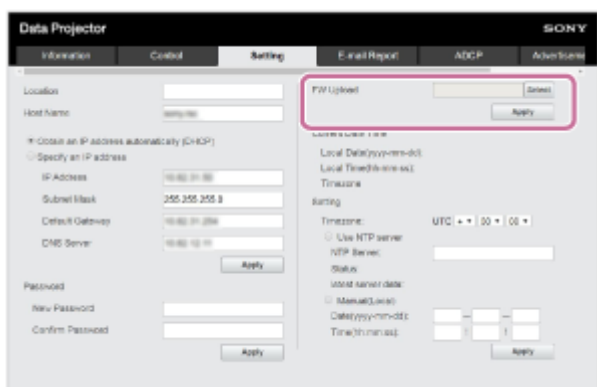 Data Projector
SONY
Information
Control
Setting
E-mail Report
ADCP
Advertiseme
Location
Host Name
Obtain an IP address automatically (DHCP)
Specify an IP address
IP Address
Subnet Mask
255.255.255.0
Default Gateway
DNS Server
Apply
Password
New Password
Confirm Password
Apply
FW Upload
Select
Apply
Local Date(yyyy-mm-dd):
Local Time(hh:mm:ss):
Timezone
Setting
Timezone:
UTC + 00 00
Use NTP server
NTP Server:
Status:
latest server date:
Manual(Local)
Date(yyyy-mm-dd):
Time(hh:mm:ss):
Apply